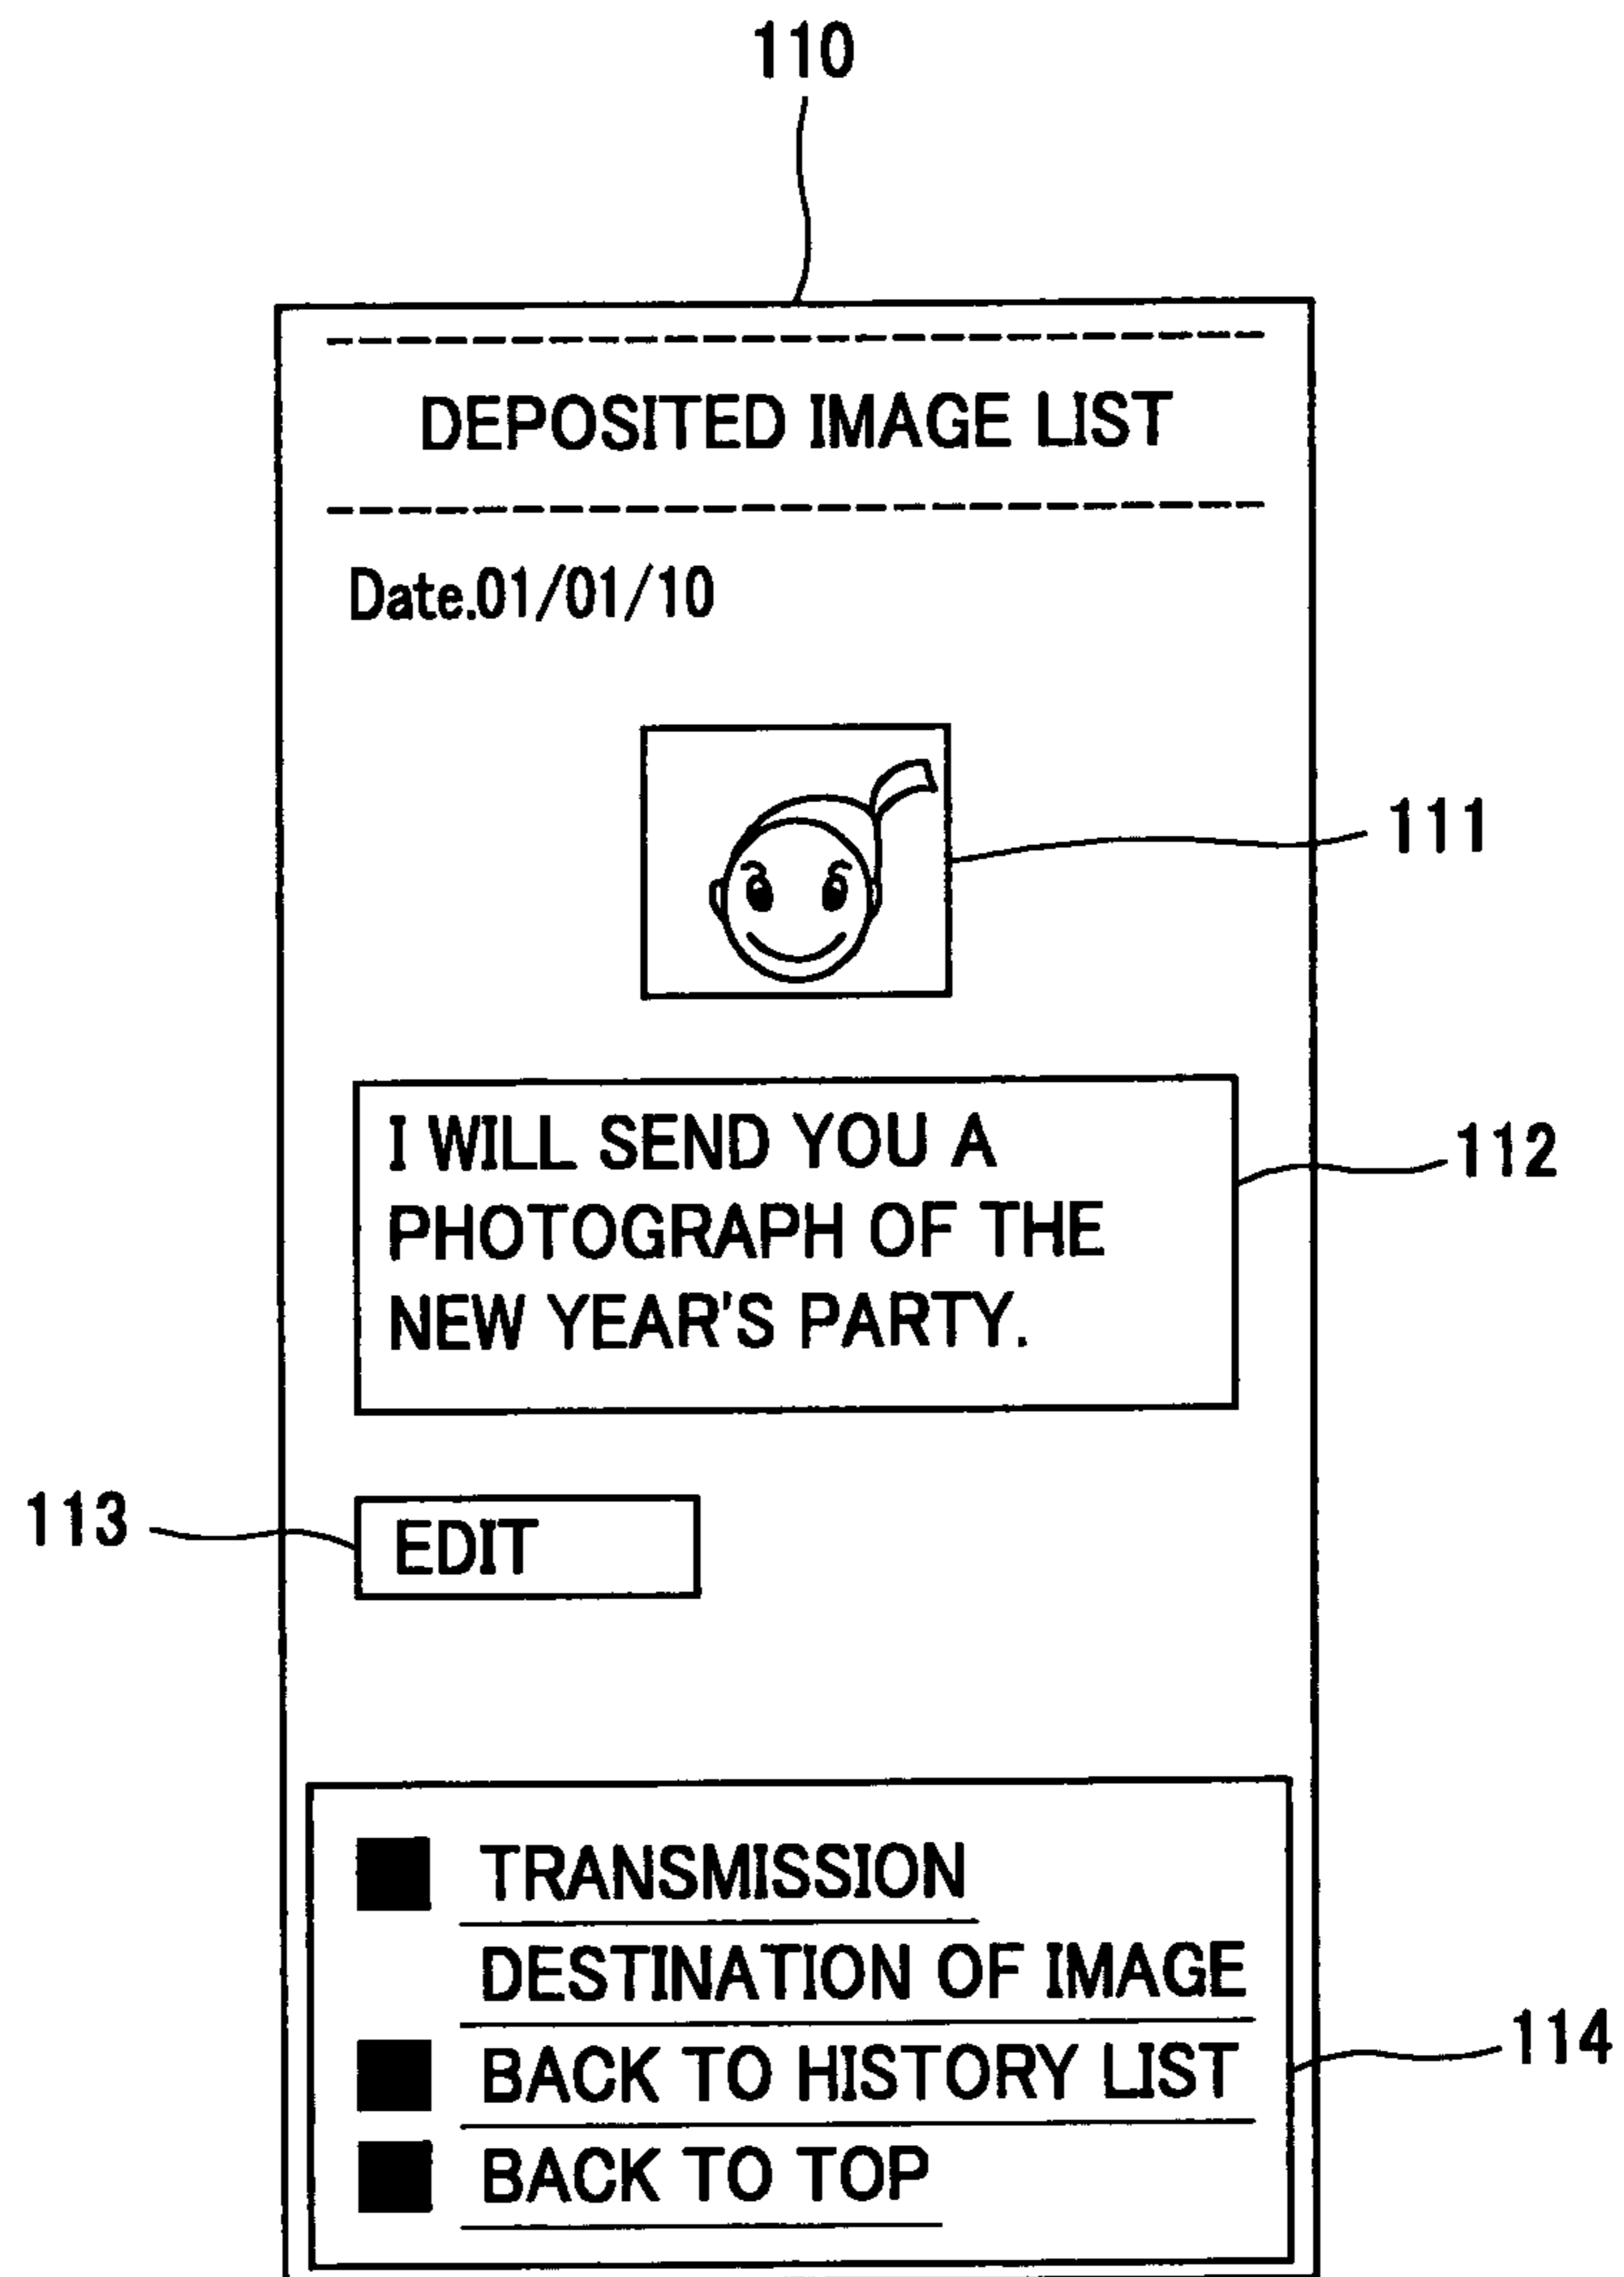 110
DEPOSITED IMAGE LIST
Date.01/01/10
111
I WILL SEND YOU A
112
PHOTOGRAPH OF THE
NEW YEAR'S PARTY.
113
EDIT
TRANSMISSION
DESTINATION OF IMAGE
BACK TO HISTORY LIST
114
BACK TO TOP